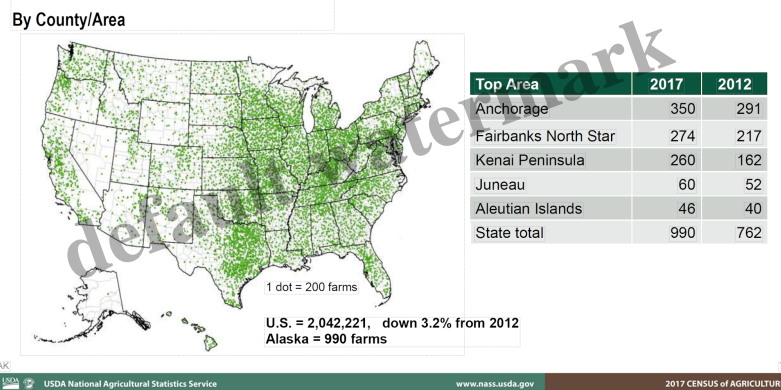 By County/Area
default watermark
Top Area 2017 2012
Anchorage 350 291
Fairbanks North Star 274 217
Kenai Peninsula 260 162
Juneau 60 52
Aleutian Islands 46 40
State total 990 762
1 dot = 200 farms
U.S. = 2,042,221, down 3.2% from 2012
Alaska = 990 farms
AK
USDA USDA National Agricultural Statistics Service www.nass.usda.gov 2017 CENSUS of AGRICULTUR